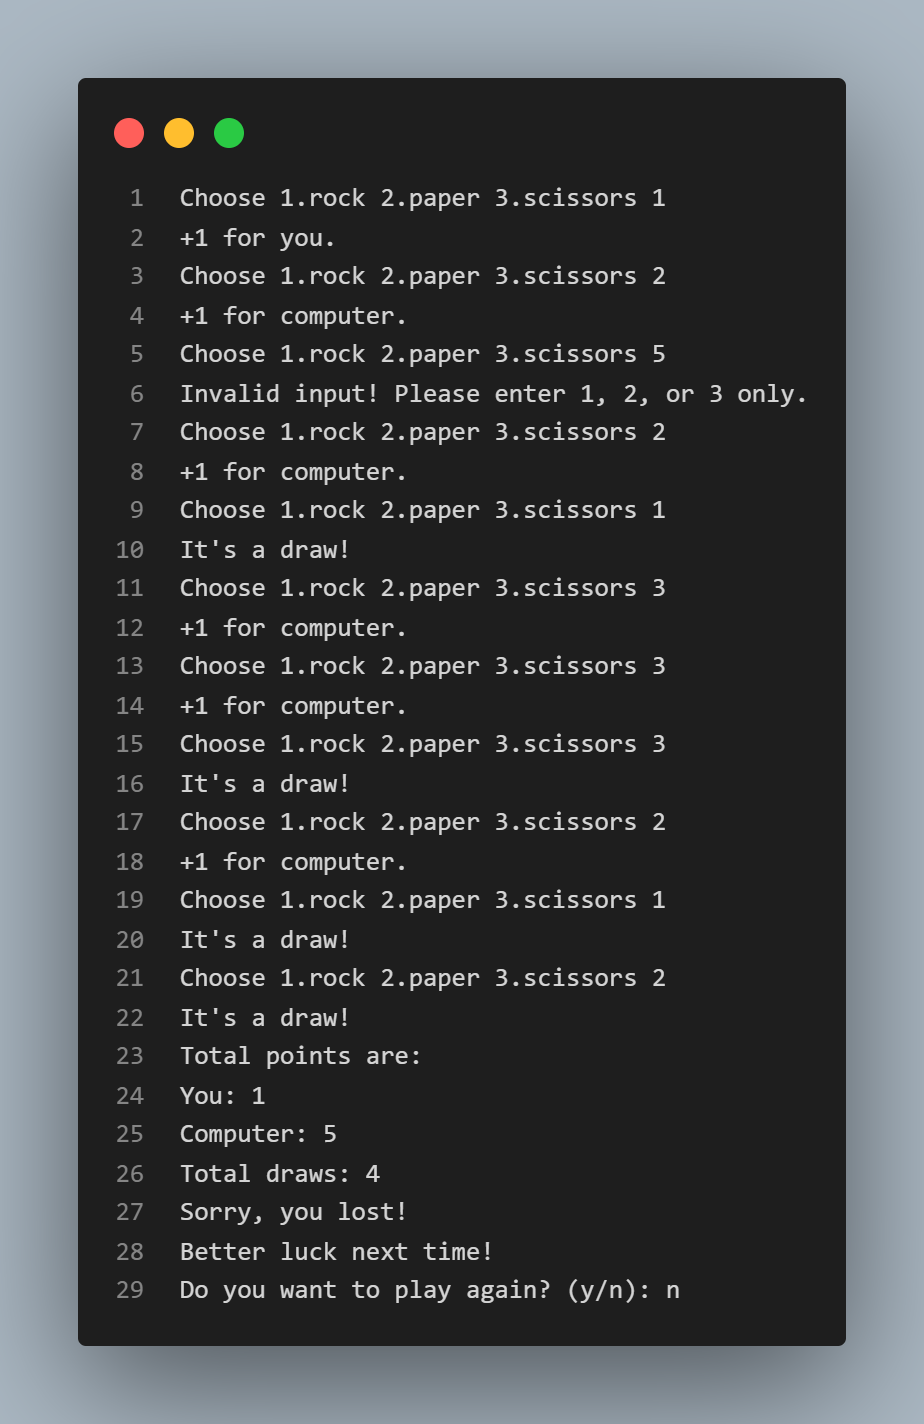 1 Choose 1.rock 2.paper 3.scissors 1
2 +1 for you.
3 Choose 1.rock 2.paper 3.scissors 2
4 +1 for computer.
5 Choose 1.rock 2.paper 3.scissors 5
6 Invalid input! Please enter 1, 2, or 3 only.
7 Choose 1.rock 2.paper 3.scissors 2
8 +1 for computer.
9 Choose 1.rock 2.paper 3.scissors 1
10 It's a draw!
11 Choose 1.rock 2.paper 3.scissors 3
12 +1 for computer.
13 Choose 1.rock 2.paper 3.scissors 3
14 +1 for computer.
15 Choose 1.rock 2.paper 3.scissors 3
16 It's a draw!
17 Choose 1.rock 2.paper 3.scissors 2
18 +1 for computer.
19 Choose 1.rock 2.paper 3.scissors 1
20 It's a draw!
21 Choose 1.rock 2.paper 3.scissors 2
22 It's a draw!
23 Total points are:
24 You: 1
25 Computer: 5
26 Total draws: 4
27 Sorry, you lost!
28 Better luck next time!
29 Do you want to play again? (y/n): n